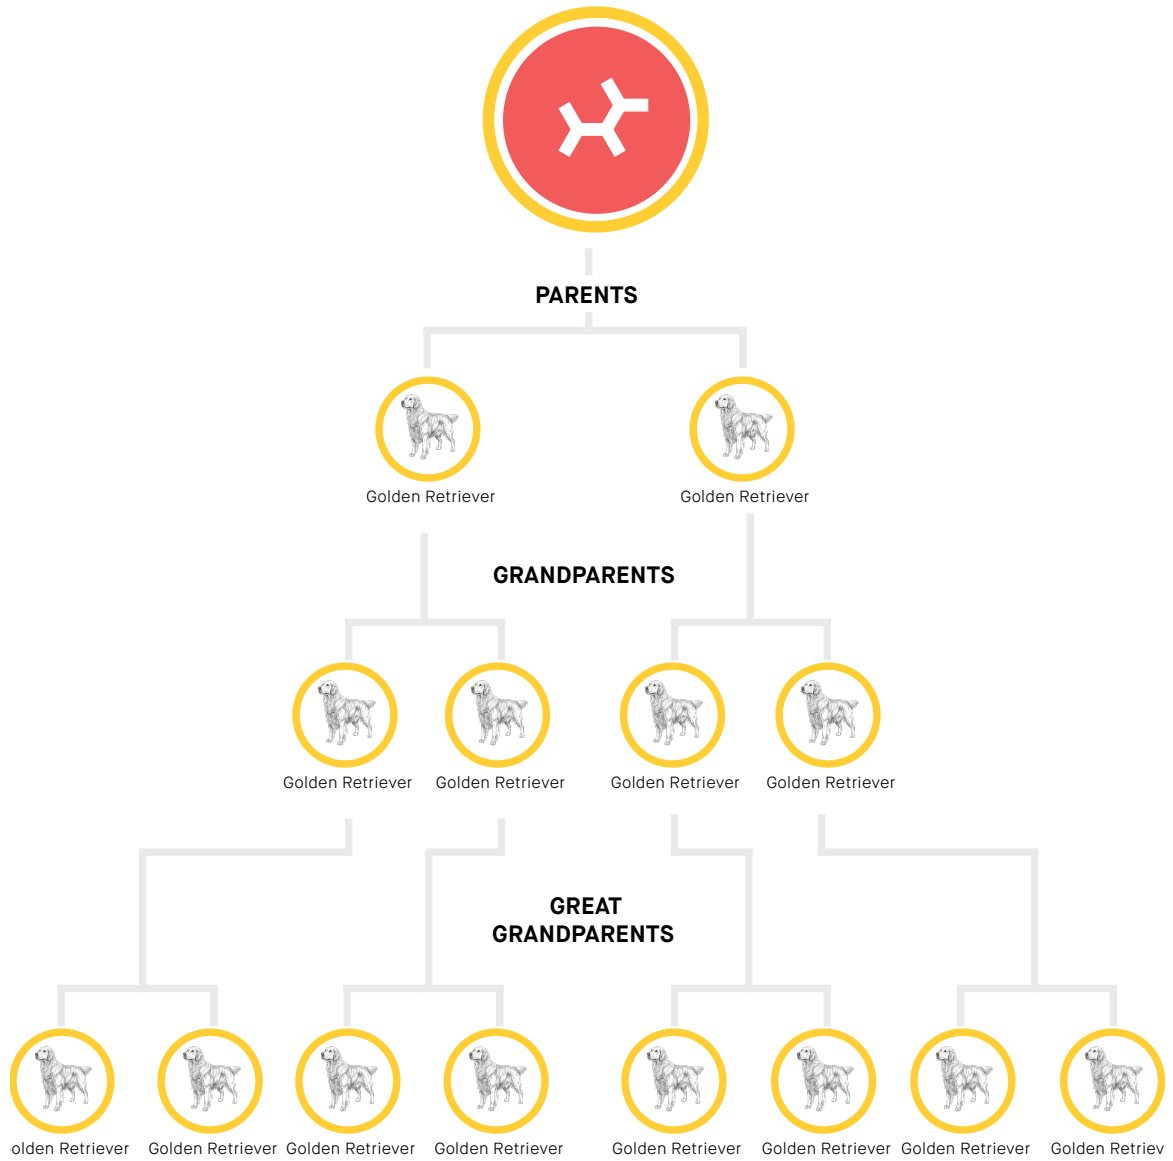 PARENTS
Golden Retriever Golden Retriever
GRANDPARENTS
Golden Retriever Golden Retriever Golden Retriever Golden Retriever
GREAT
GRANDPARENTS
olden Retriever Golden Retriever Golden Retriever Golden Retriever Golden Retriever Golden Retriever Golden Retriever Golden Retriev